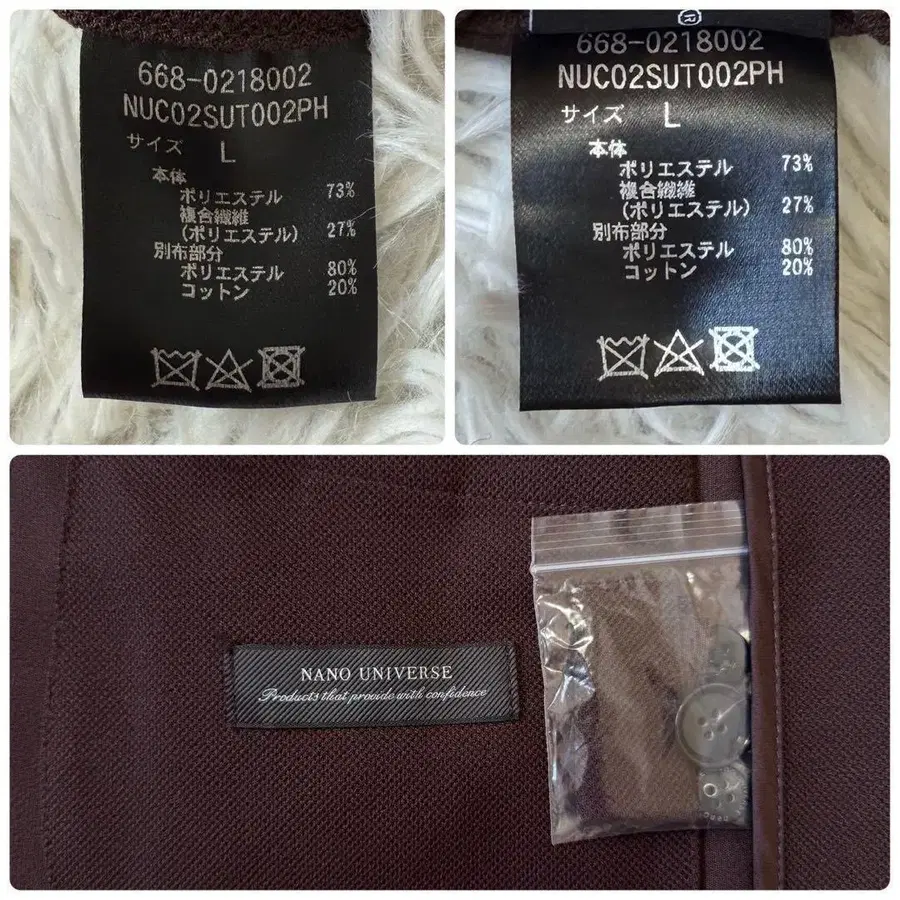 668-0218002
NUC02SUT002PH
サイズ L
本体
ポリエステル 73%
複合繊維
(ポリエステル) 27%
別布部分
ポリエステル 80%
コットン 20%
®
668-0218002
NUC02SUT002PH
サイズ L
本体
ポリエステル 73%
複合繊維
(ポリエステル) 27%
別布部分
ポリエステル 80%
コットン 20%
NANO UNIVERSE
Products that provide with confidence